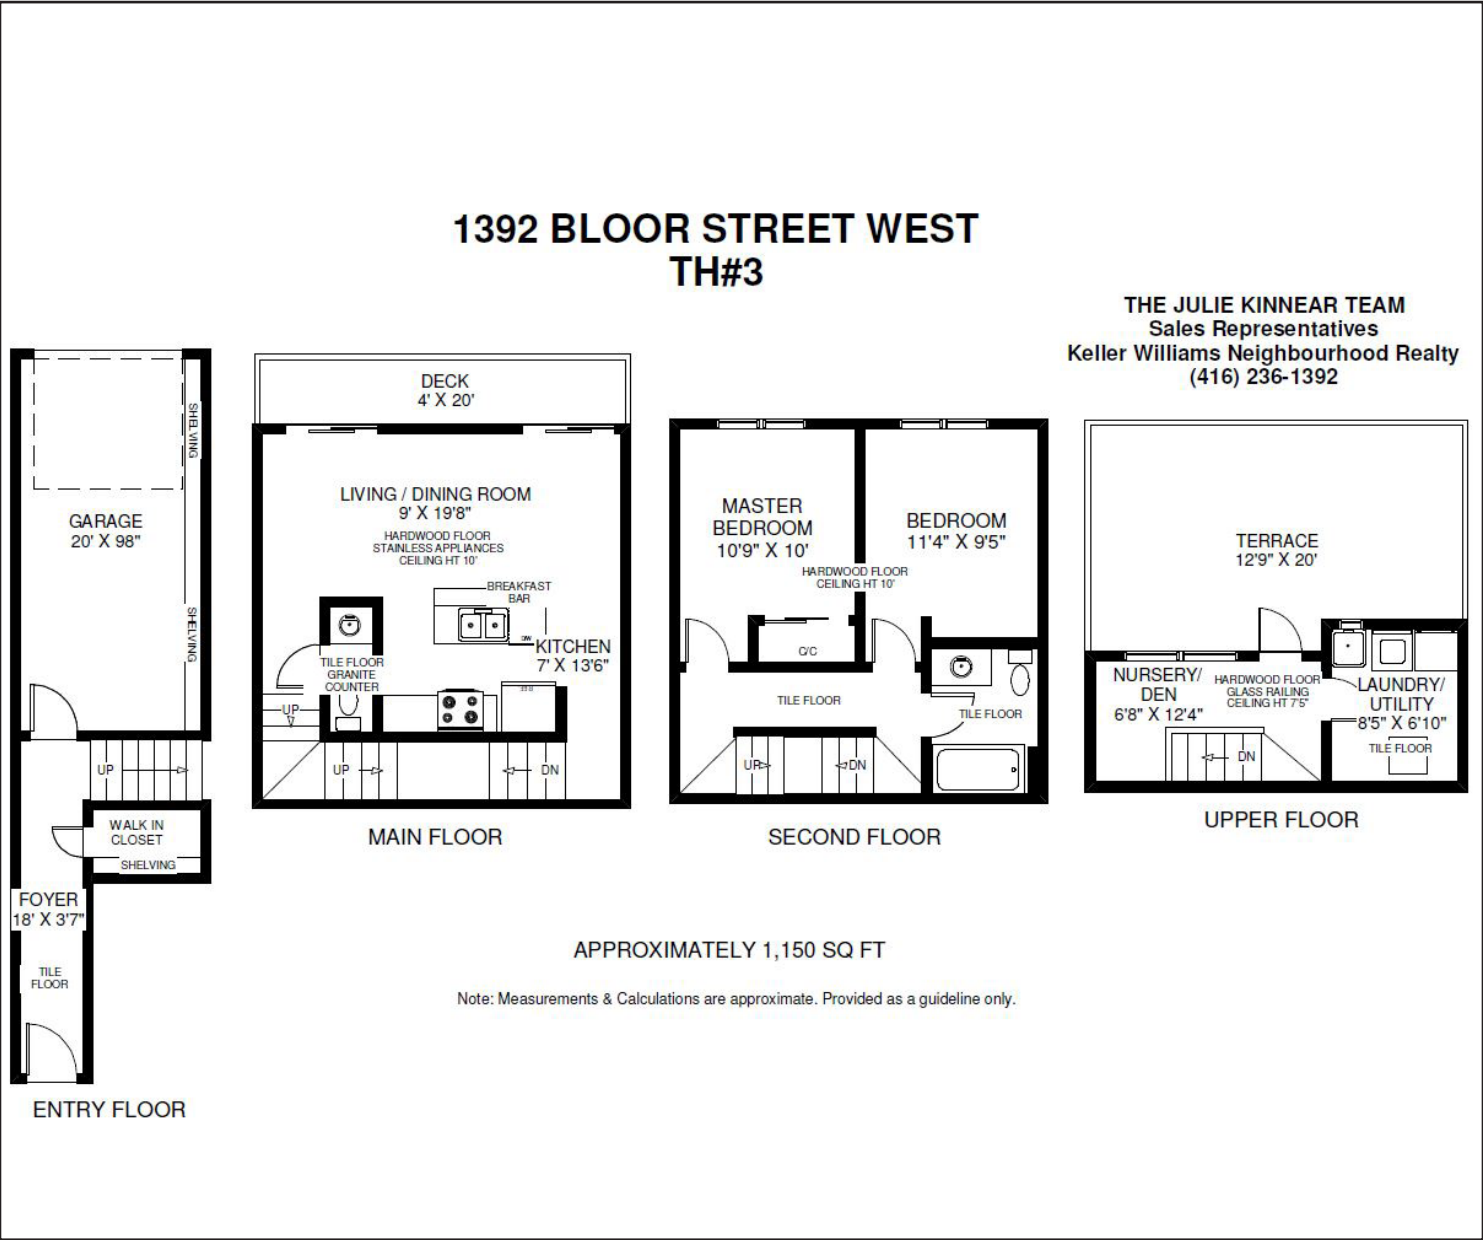 1392 BLOOR STREET WEST
TH#3
THE JULIE KINNEAR TEAM
Sales Representatives
Keller Williams Neighbourhood Realty
(416) 236-1392
SHELVING
GARAGE
20' X 98"
SHELVING
UP
WALK IN
CLOSET
SHELVING
FOYER
18' X 3'7"
TILE
FLOOR
ENTRY FLOOR
DECK
4' X 20'
LIVING / DINING ROOM
9' X 19'8"
HARDWOOD FLOOR
STAINLESS APPLIANCES
CEILING HT 10'
BREAKFAST
BAR
DW
KITCHEN
7' X 13'6"
TILE FLOOR
GRANITE
COUNTER
UP
UP
DN
MAIN FLOOR
MASTER
BEDROOM
10'9" X 10'
BEDROOM
11'4" X 9'5"
HARDWOOD FLOOR
CEILING HT 10'
C/C
TILE FLOOR
TILE FLOOR
UP
DN
SECOND FLOOR
TERRACE
12'9" X 20'
NURSERY/
DEN
6'8" X 12'4"
HARDWOOD FLOOR
GLASS RAILING
CEILING HT 7'5"
LAUNDRY/
UTILITY
8'5" X 6'10"
TILE FLOOR
DN
UPPER FLOOR
APPROXIMATELY 1,150 SQ FT
Note: Measurements & Calculations are approximate. Provided as a guideline only.